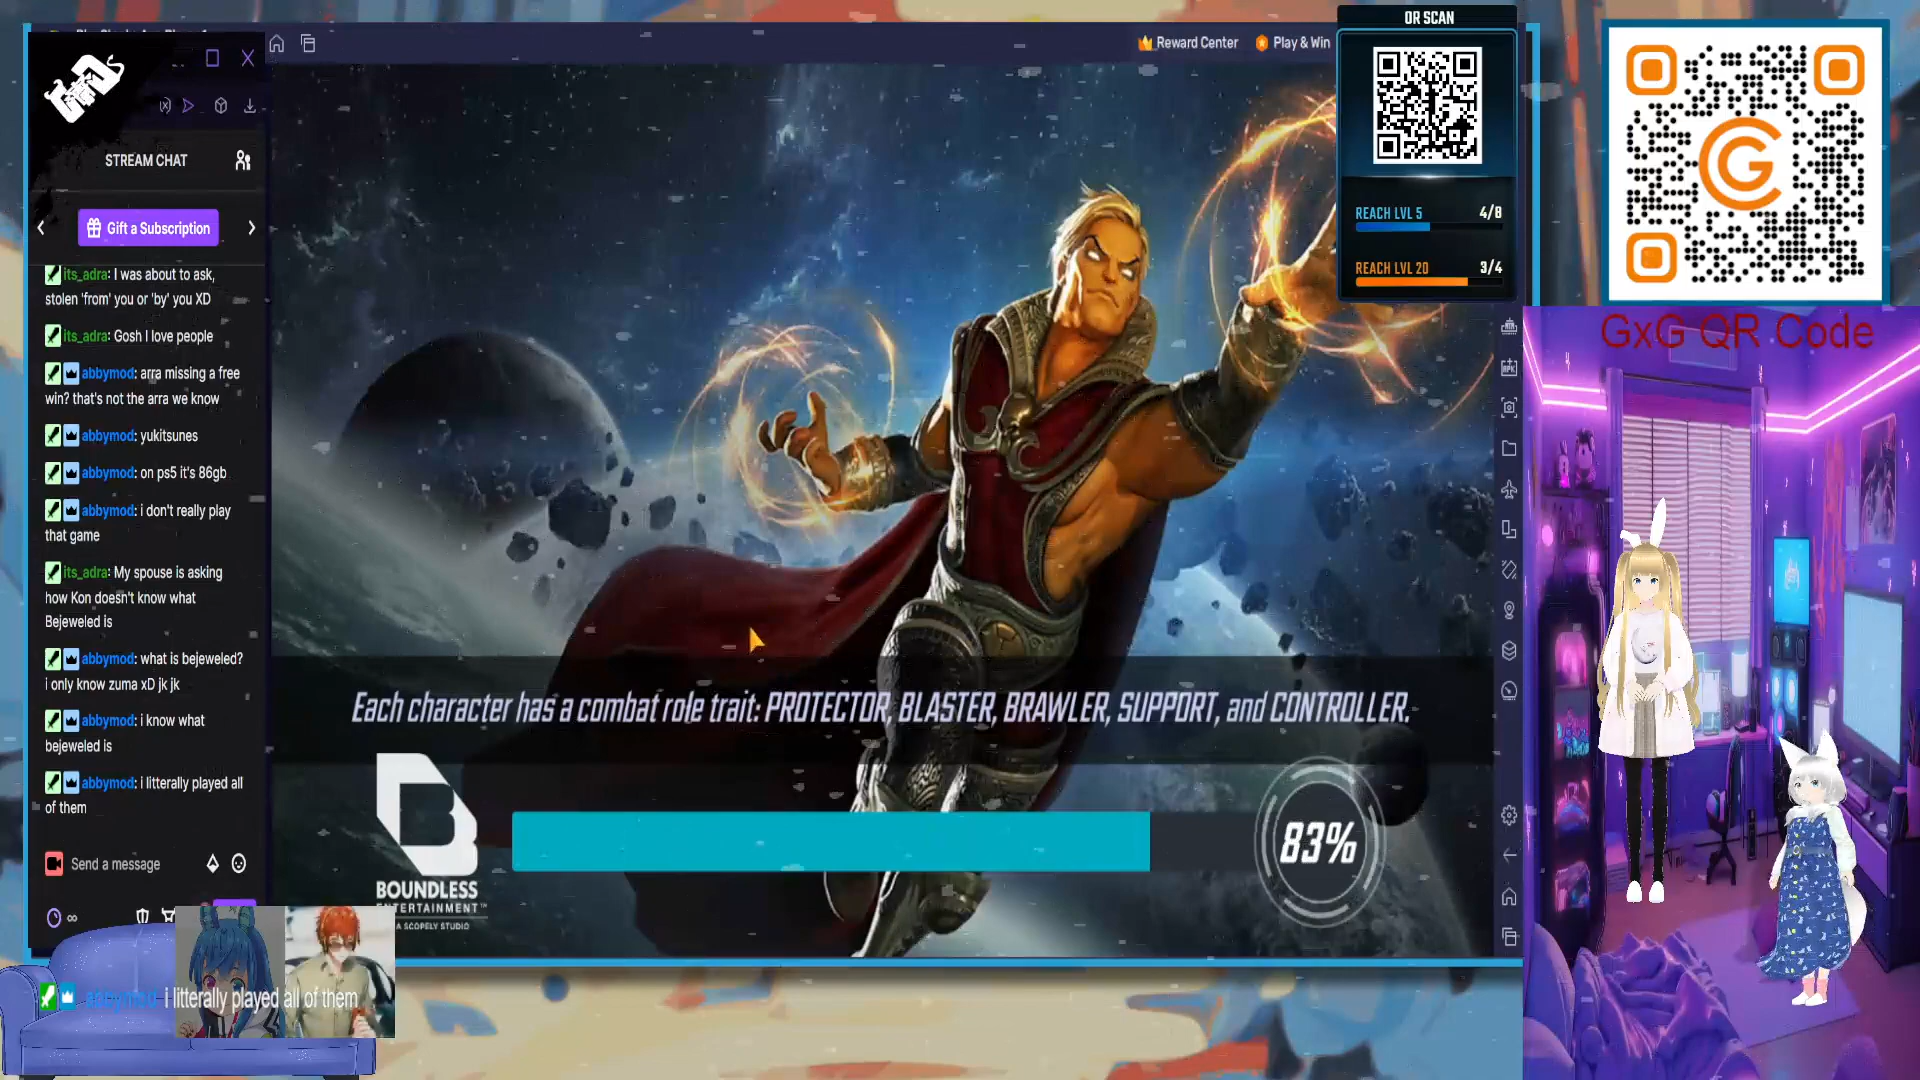 Reward Center
Play & Win
OR SCAN
STREAM CHAT
Gift a Subscription
its_adra: I was about to ask,
stolen 'from' you or 'by' you XD
its_adra: Gosh I love people
abbymod: arra missing a free
win? that's not the arra we know
abbymod: yukitsunes
abbymod: on ps5 it's 86gb
abbymod: i don't really play
that game
its_adra: My spouse is asking
how Kon doesn't know what
Bejeweled is
abbymod: what is bejeweled?
i only know zuma xD jk jk
abbymod: i know what
bejeweled is
abbymod: i litterally played all
of them
Send a message
REACH LVL 5 4/8
REACH LVL 20 3/4
GxG QR Code
Each character has a combat role trait: PROTECTOR, BLASTER, BRAWLER, SUPPORT, and CONTROLLER.
83%
BOUNDLESS
ENTERTAINMENT™
A SCOPELY STUDIO
abbymod i litterally played all of them